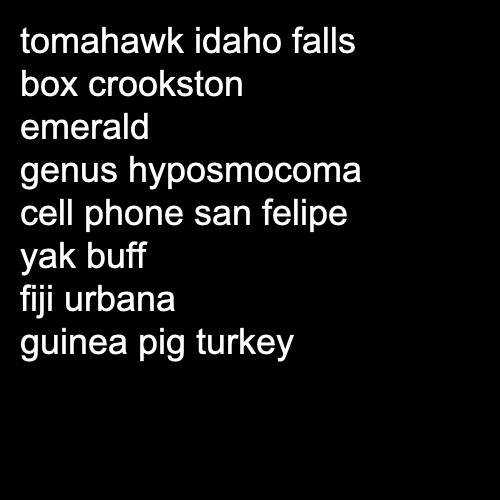 tomahawk idaho falls
box crookston
emerald
genus hyposmocoma
cell phone san felipe
yak buff
fiji urbana
guinea pig turkey